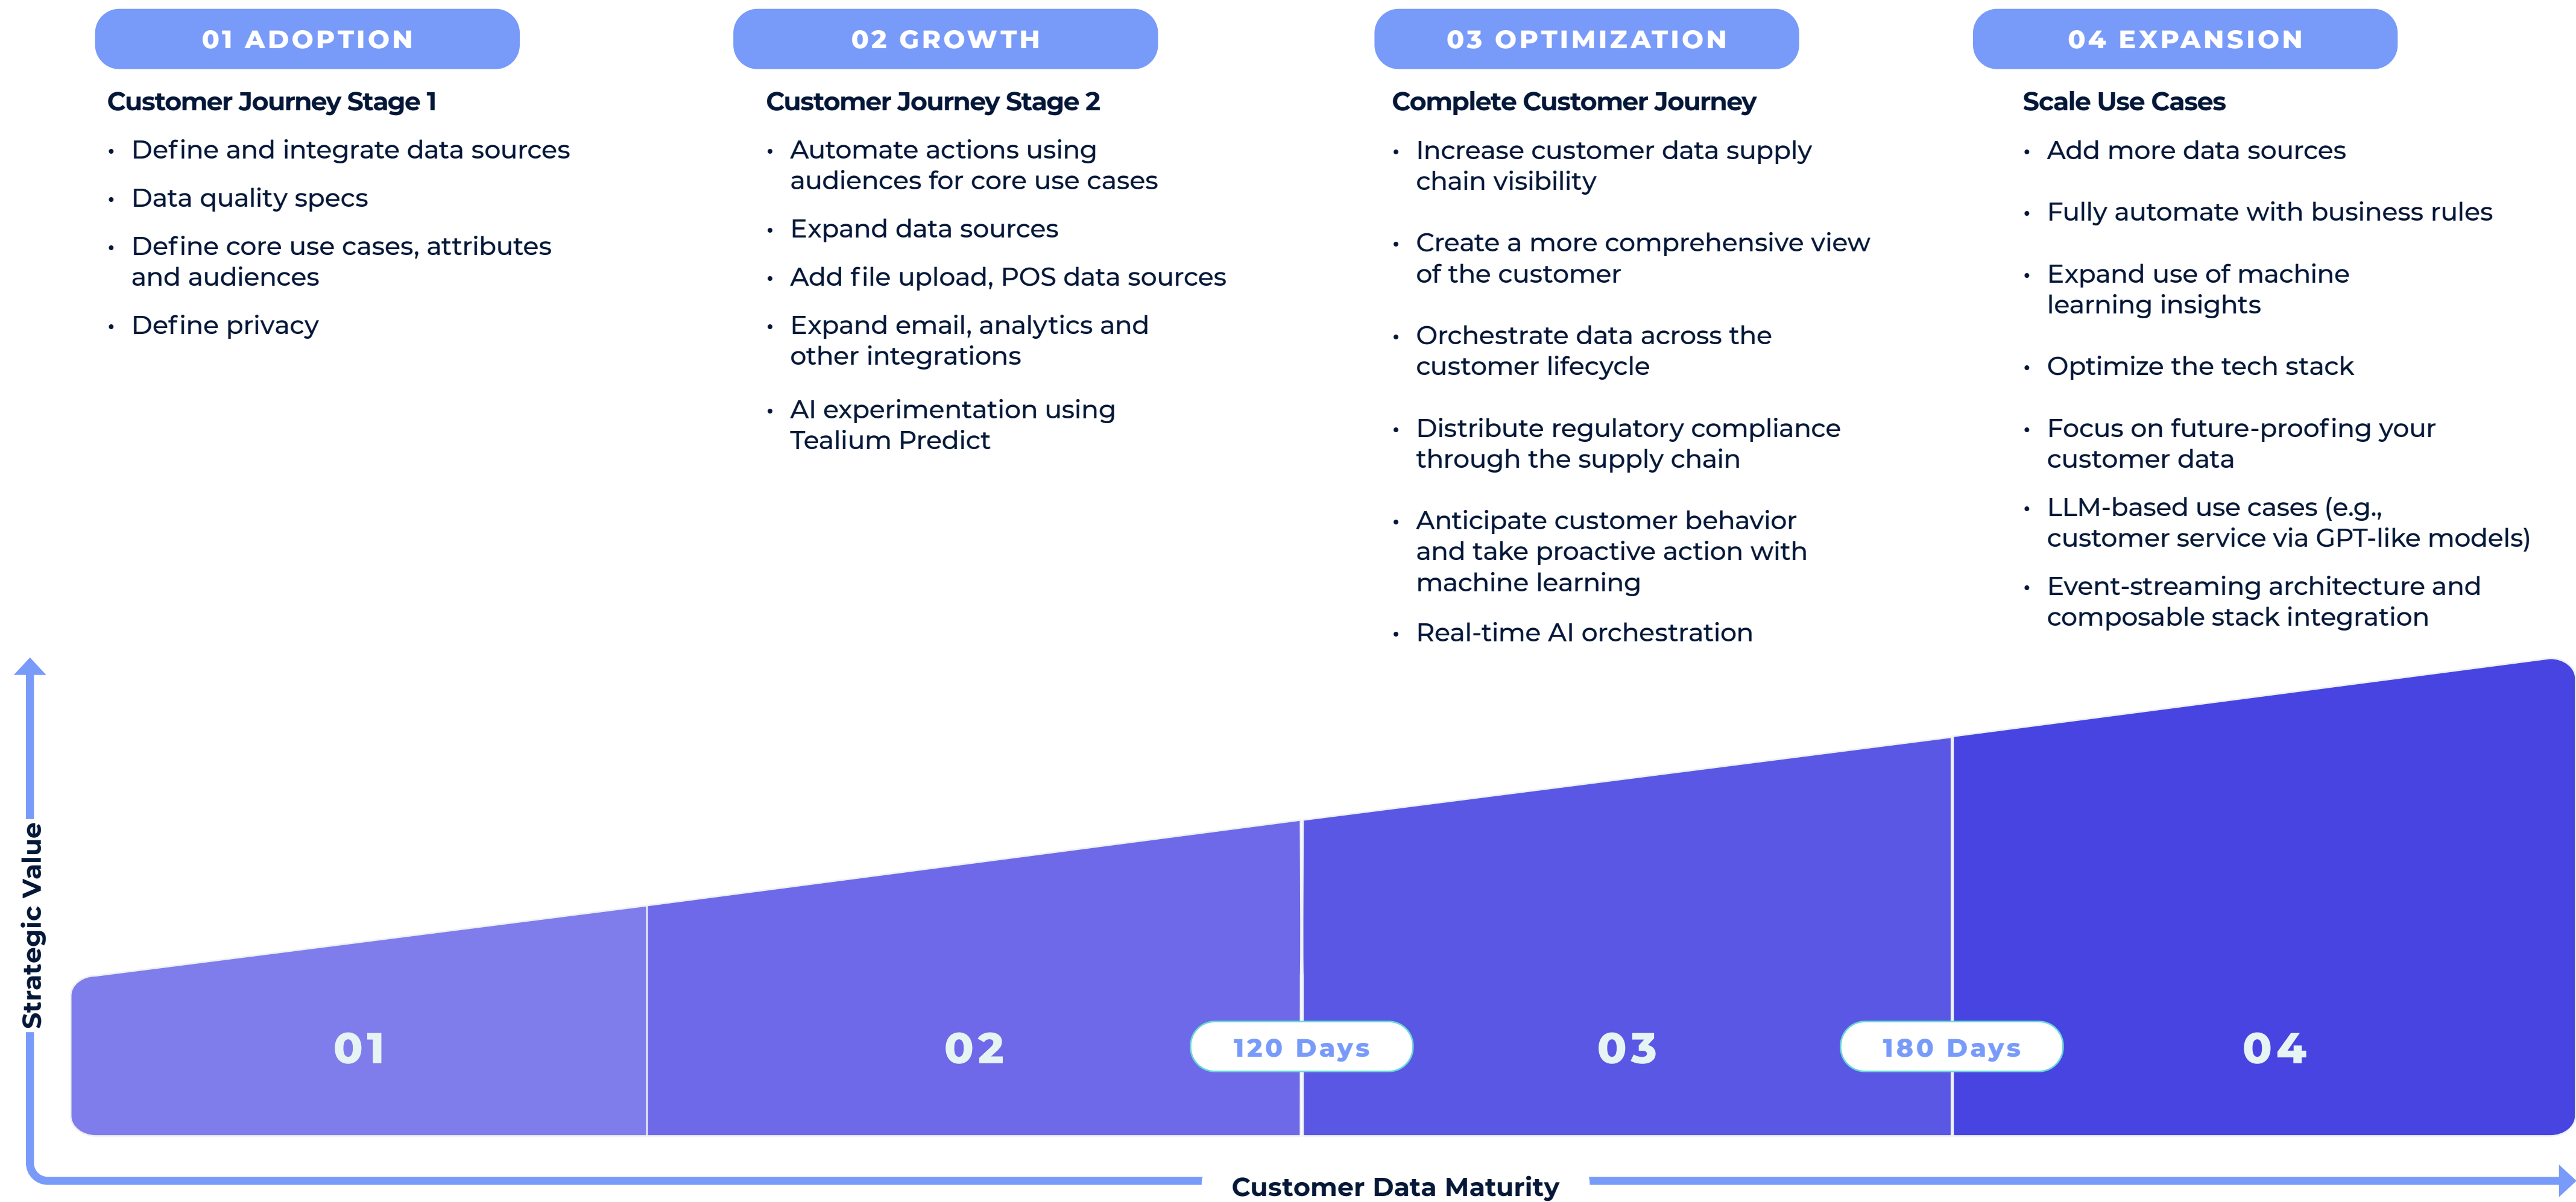 01 ADOPTION
Customer Journey Stage 1
• Define and integrate data sources
• Data quality specs
• Define core use cases, attributes
and audiences
• Define privacy
02 GROWTH
Customer Journey Stage 2
• Automate actions using
audiences for core use cases
• Expand data sources
• Add file upload, POS data sources
• Expand email, analytics and
other integrations
• AI experimentation using
Tealium Predict
03 OPTIMIZATION
Complete Customer Journey
• Increase customer data supply
chain visibility
• Create a more comprehensive view
of the customer
• Orchestrate data across the
customer lifecycle
• Distribute regulatory compliance
through the supply chain
• Anticipate customer behavior
and take proactive action with
machine learning
• Real-time AI orchestration
04 EXPANSION
Scale Use Cases
• Add more data sources
• Fully automate with business rules
• Expand use of machine
learning insights
• Optimize the tech stack
• Focus on future-proofing your
customer data
• LLM-based use cases (e.g.,
customer service via GPT-like models)
• Event-streaming architecture and
composable stack integration
Strategic Value
01
02
120 Days
03
180 Days
04
Customer Data Maturity